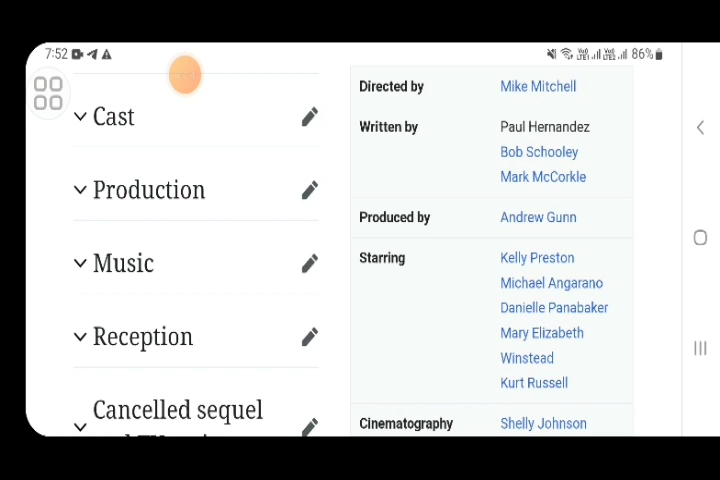 7:52
86%
Cast
Production
Music
Reception
Cancelled sequel
Directed by Mike Mitchell
Written by Paul Hernandez
Bob Schooley
Mark McCorkle
Produced by Andrew Gunn
Starring Kelly Preston
Michael Angarano
Danielle Panabaker
Mary Elizabeth
Winstead
Kurt Russell
Cinematography Shelly Johnson